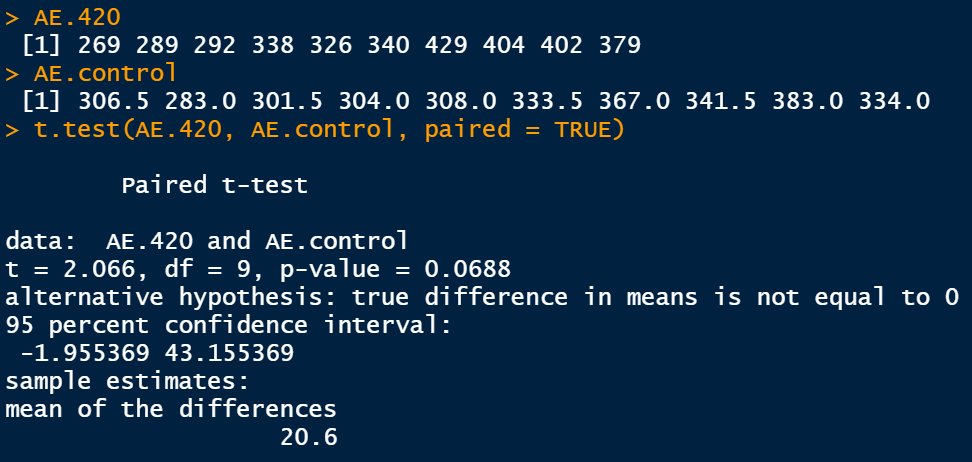 > AE.420
[1] 269 289 292 338 326 340 429 404 402 379
> AE.control
[1] 306.5 283.0 301.5 304.0 308.0 333.5 367.0 341.5 383.0 334.0
> t.test(AE.420, AE.control, paired = TRUE)
Paired t-test
data:  AE.420 and AE.control
t = 2.066, df = 9, p-value = 0.0688
alternative hypothesis: true difference in means is not equal to 0
95 percent confidence interval:
-1.955369 43.155369
sample estimates:
mean of the differences
20.6